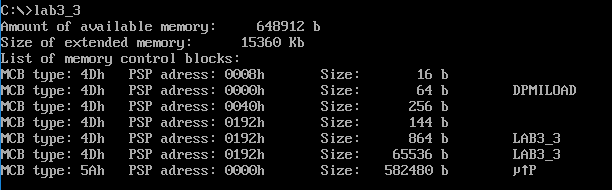 C:\>lab3_3
Amount of available memory: 648912 b
Size of extended memory: 15360 Kb
List of memory control blocks:
MCB type: 4Dh PSP adress: 0008h Size: 16 b
MCB type: 4Dh PSP adress: 0000h Size: 64 b DPMILOAD
MCB type: 4Dh PSP adress: 0040h Size: 256 b
MCB type: 4Dh PSP adress: 0192h Size: 144 b
MCB type: 4Dh PSP adress: 0192h Size: 864 b LAB3_3
MCB type: 4Dh PSP adress: 0192h Size: 65536 b LAB3_3
MCB type: 5Ah PSP adress: 0000h Size: 582480 b